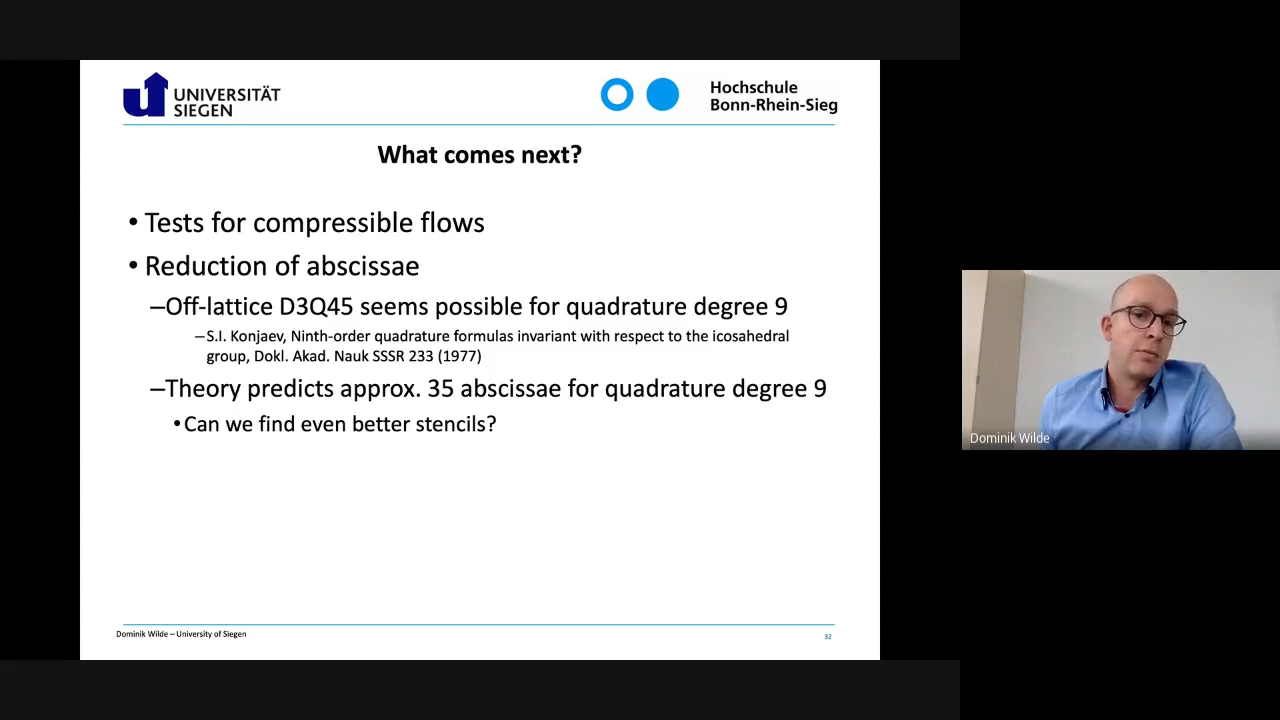 UNIVERSITÄT
SIEGEN
Hochschule
Bonn-Rhein-Sieg
What comes next?
• Tests for compressible flows
• Reduction of abscissae
–Off-lattice D3Q45 seems possible for quadrature degree 9
–S.I. Konjaev, Ninth-order quadrature formulas invariant with respect to the icosahedral
group, Dokl. Akad. Nauk SSSR 233 (1977)
–Theory predicts approx. 35 abscissae for quadrature degree 9
• Can we find even better stencils?
Dominik Wilde
Dominik Wilde – University of Siegen
32